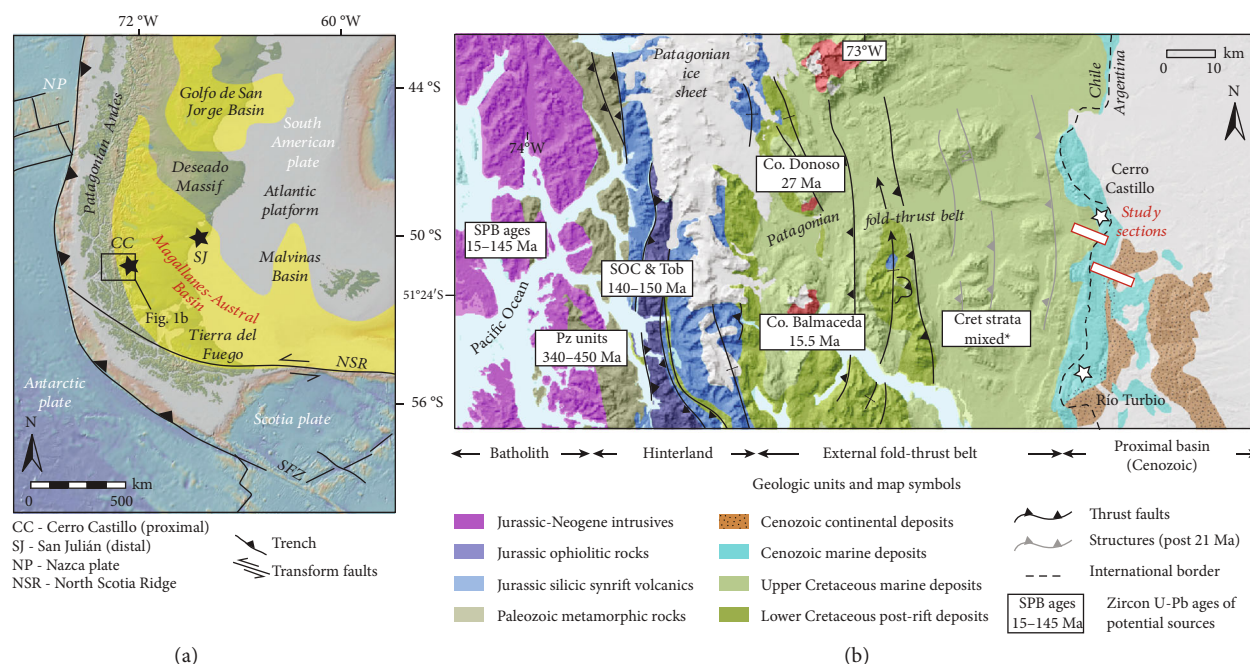 72 °W
60 °W
44 °S
50 °S
56 °S
NP
Patagonian Andes
Golfo de San
Jorge Basin
South
American
plate
Deseado
Massif
Atlantic
platform
CC
SJ
Malvinas
Basin
Magallanes-Austral
Basin
Fig. 1b
Tierra del
Fuego
NSR
Antarctic
plate
Scotia plate
SFZ
N
km
0
500
CC - Cerro Castillo (proximal)
SJ - San Julián (distal)
NP - Nazca plate
NSR - North Scotia Ridge
Trench
Transform faults
(a)
Patagonian
ice
sheet
73°W
km
0
10
Chile
Argentina
N
74°W
Co. Donoso
27 Ma
Cerro
Castillo
Study
sections
SPB ages
15–145 Ma
Patagonian
fold-thrust belt
SOC & Tob
140–150 Ma
51°24′S
Pacific Ocean
Pz units
340–450 Ma
Co. Balmaceda
15.5 Ma
Cret strata
mixed*
Río Turbio
Batholith
Hinterland
External fold-thrust belt
Proximal basin
(Cenozoic)
Geologic units and map symbols
Jurassic-Neogene intrusives
Jurassic ophiolitic rocks
Jurassic silicic synrift volcanics
Paleozoic metamorphic rocks
Cenozoic continental deposits
Cenozoic marine deposits
Upper Cretaceous marine deposits
Lower Cretaceous post-rift deposits
Thrust faults
Structures (post 21 Ma)
International border
SPB ages
15–145 Ma
Zircon U-Pb ages of
potential sources
(b)